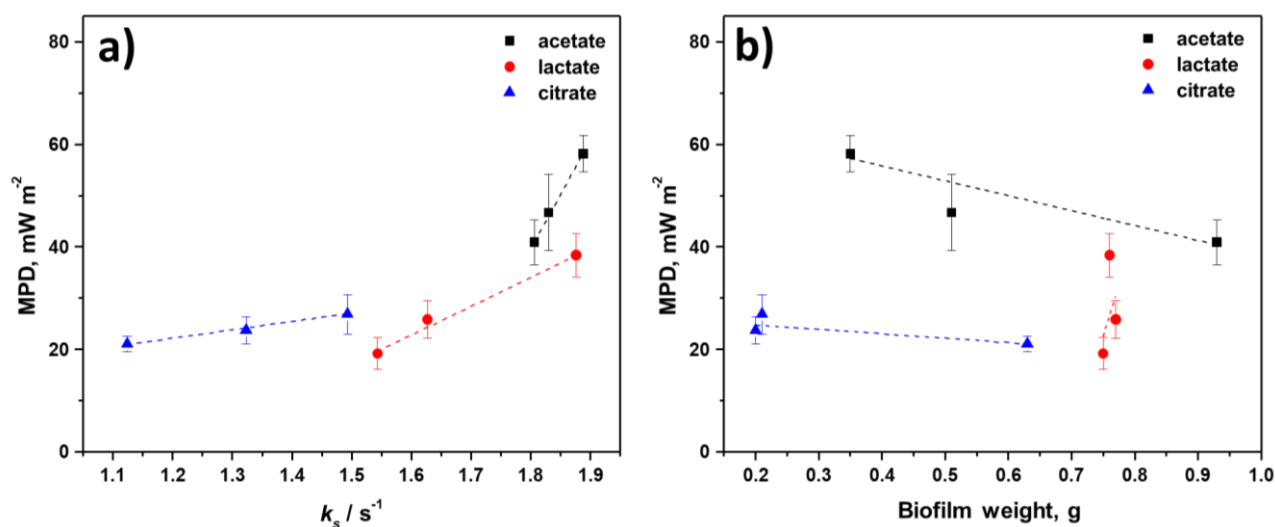 a)
acetate
lactate
citrate
MPD, mW m⁻²
80
60
40
20
0
1.1 1.2 1.3 1.4 1.5 1.6 1.7 1.8 1.9
kₛ / s⁻¹
b)
acetate
lactate
citrate
MPD, mW m⁻²
80
60
40
20
0
0.2 0.3 0.4 0.5 0.6 0.7 0.8 0.9 1.0
Biofilm weight, g